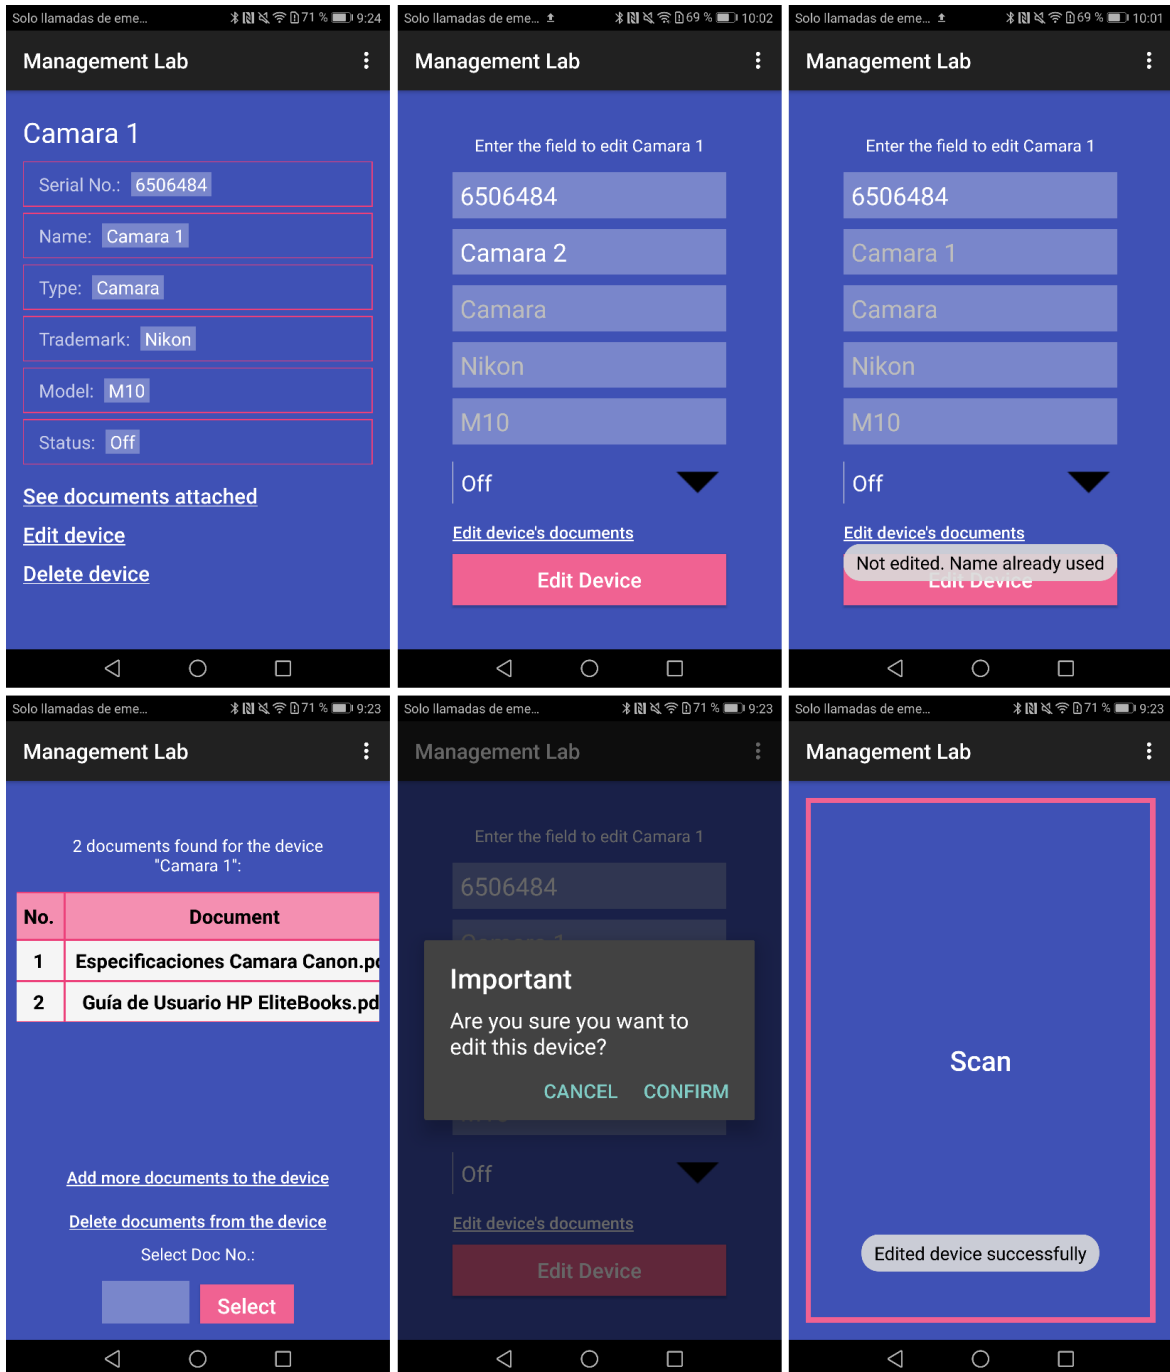 Solo llamadas de eme... 71 % 9:24
Management Lab
Camara 1
Serial No.: 6506484
Name: Camara 1
Type: Camara
Trademark: Nikon
Model: M10
Status: Off
See documents attached
Edit device
Delete device
Solo llamadas de eme... 69 % 10:02
Management Lab
Enter the field to edit Camara 1
6506484
Camara 2
Camara
Nikon
M10
Off
Edit device's documents
Edit Device
Solo llamadas de eme... 69 % 10:01
Management Lab
Enter the field to edit Camara 1
6506484
Camara 1
Camara
Nikon
M10
Off
Edit device's documents
Not edited. Name already used
Edit Device
Solo llamadas de eme... 71 % 9:23
Management Lab
2 documents found for the device
"Camara 1":
No. Document
1 Especificaciones Camara Canon.pd
2 Guía de Usuario HP EliteBooks.pd
Add more documents to the device
Delete documents from the device
Select Doc No.:
Select
Solo llamadas de eme... 71 % 9:23
Management Lab
Enter the field to edit Camara 1
6506484
Camara 1
Important
Are you sure you want to
edit this device?
CANCEL CONFIRM
Off
Edit device's documents
Edit Device
Solo llamadas de eme... 71 % 9:23
Management Lab
Scan
Edited device successfully